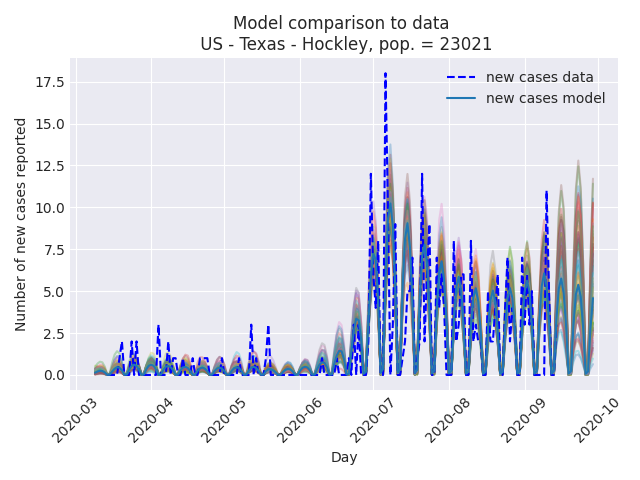 Model comparison to data
US - Texas - Hockley, pop. = 23021
new cases data
new cases model
Number of new cases reported
17.5
15.0
12.5
10.0
7.5
5.0
2.5
0.0
2020-03
2020-04
2020-05
2020-06
2020-07
2020-08
2020-09
2020-10
Day